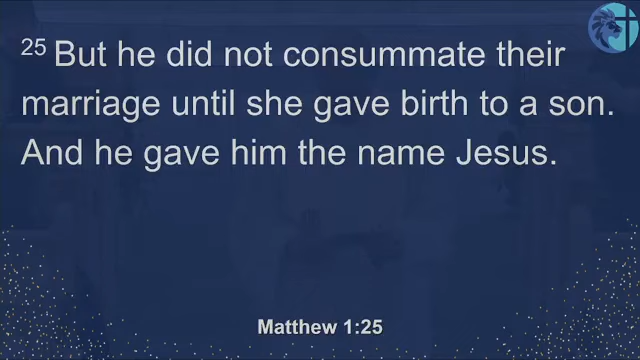 25 But he did not consummate their
marriage until she gave birth to a son.
And he gave him the name Jesus.
Matthew 1:25